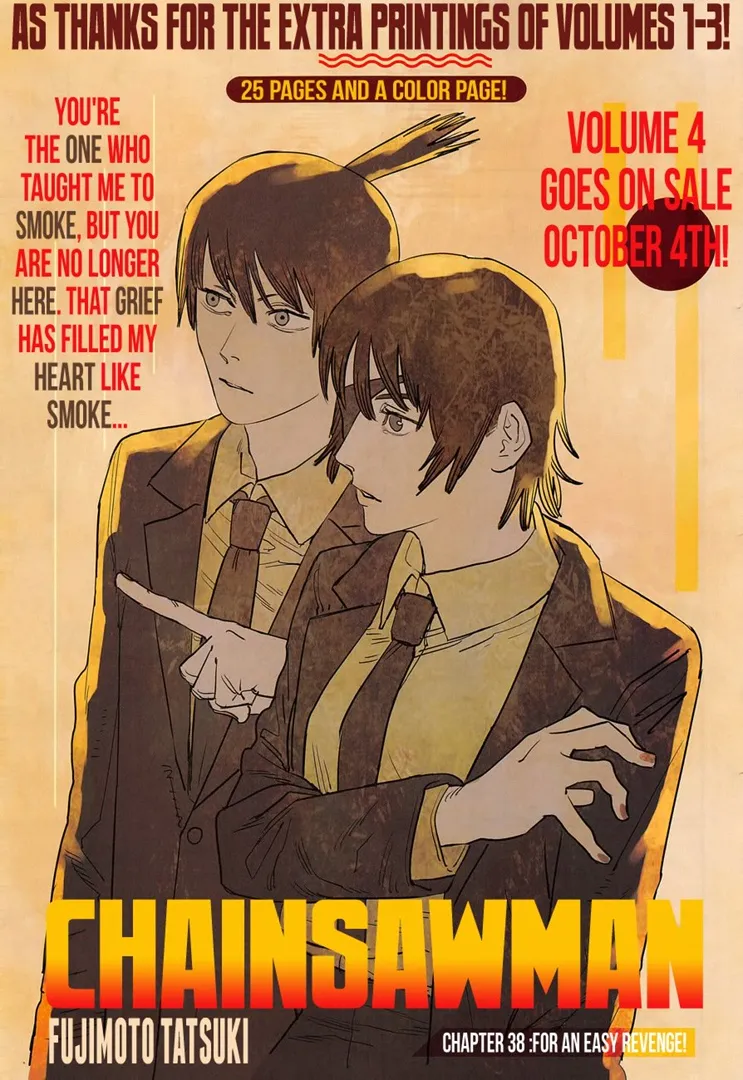 AS THANKS FOR THE EXTRA PRINTINGS OF VOLUMES 1-3!
25 PAGES AND A COLOR PAGE!
YOU'RE
THE ONE WHO
TAUGHT ME TO
SMOKE, BUT YOU
ARE NO LONGER
HERE. THAT GRIEF
HAS FILLED MY
HEART LIKE
SMOKE...
VOLUME 4
GOES ON SALE
OCTOBER 4TH!
CHAINSAWMAN
FUJIMOTO TATSUKI
CHAPTER 38 :FOR AN EASY REVENGE!